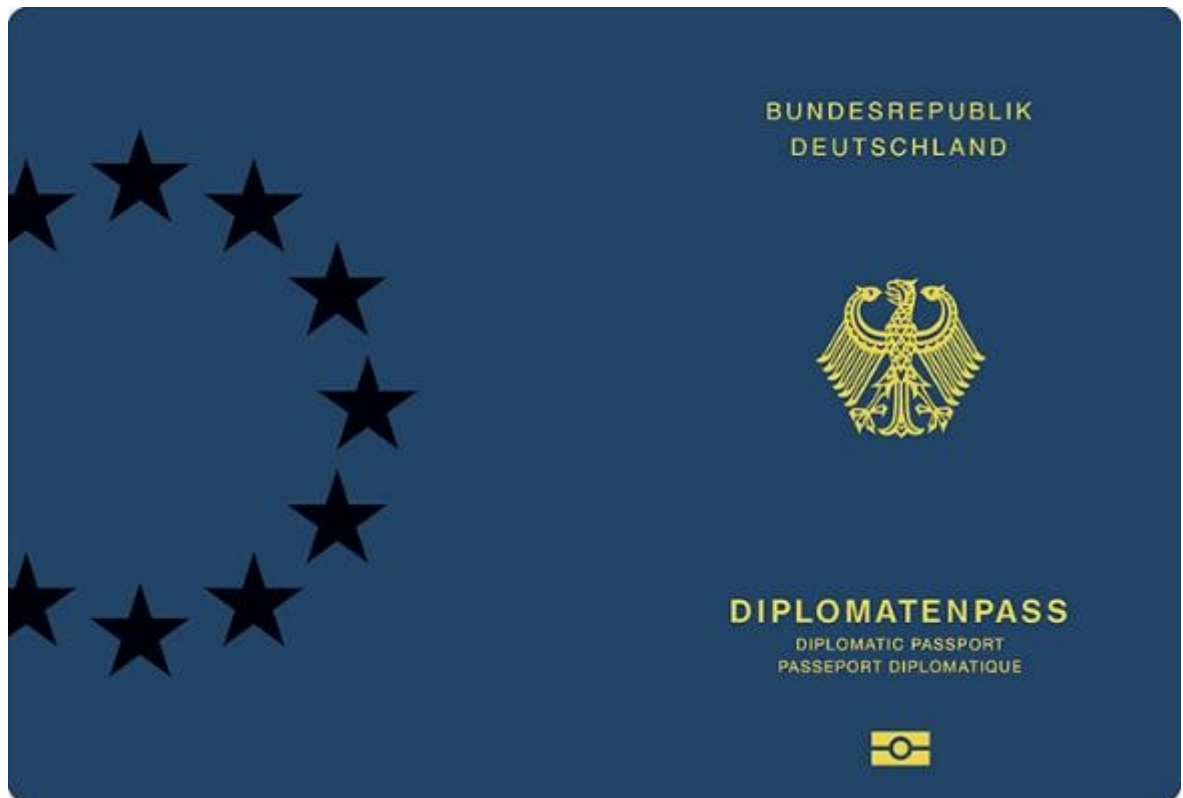 BUNDESREPUBLIK
DEUTSCHLAND
DIPLOMATENPASS
DIPLOMATIC PASSPORT
PASSEPORT DIPLOMATIQUE